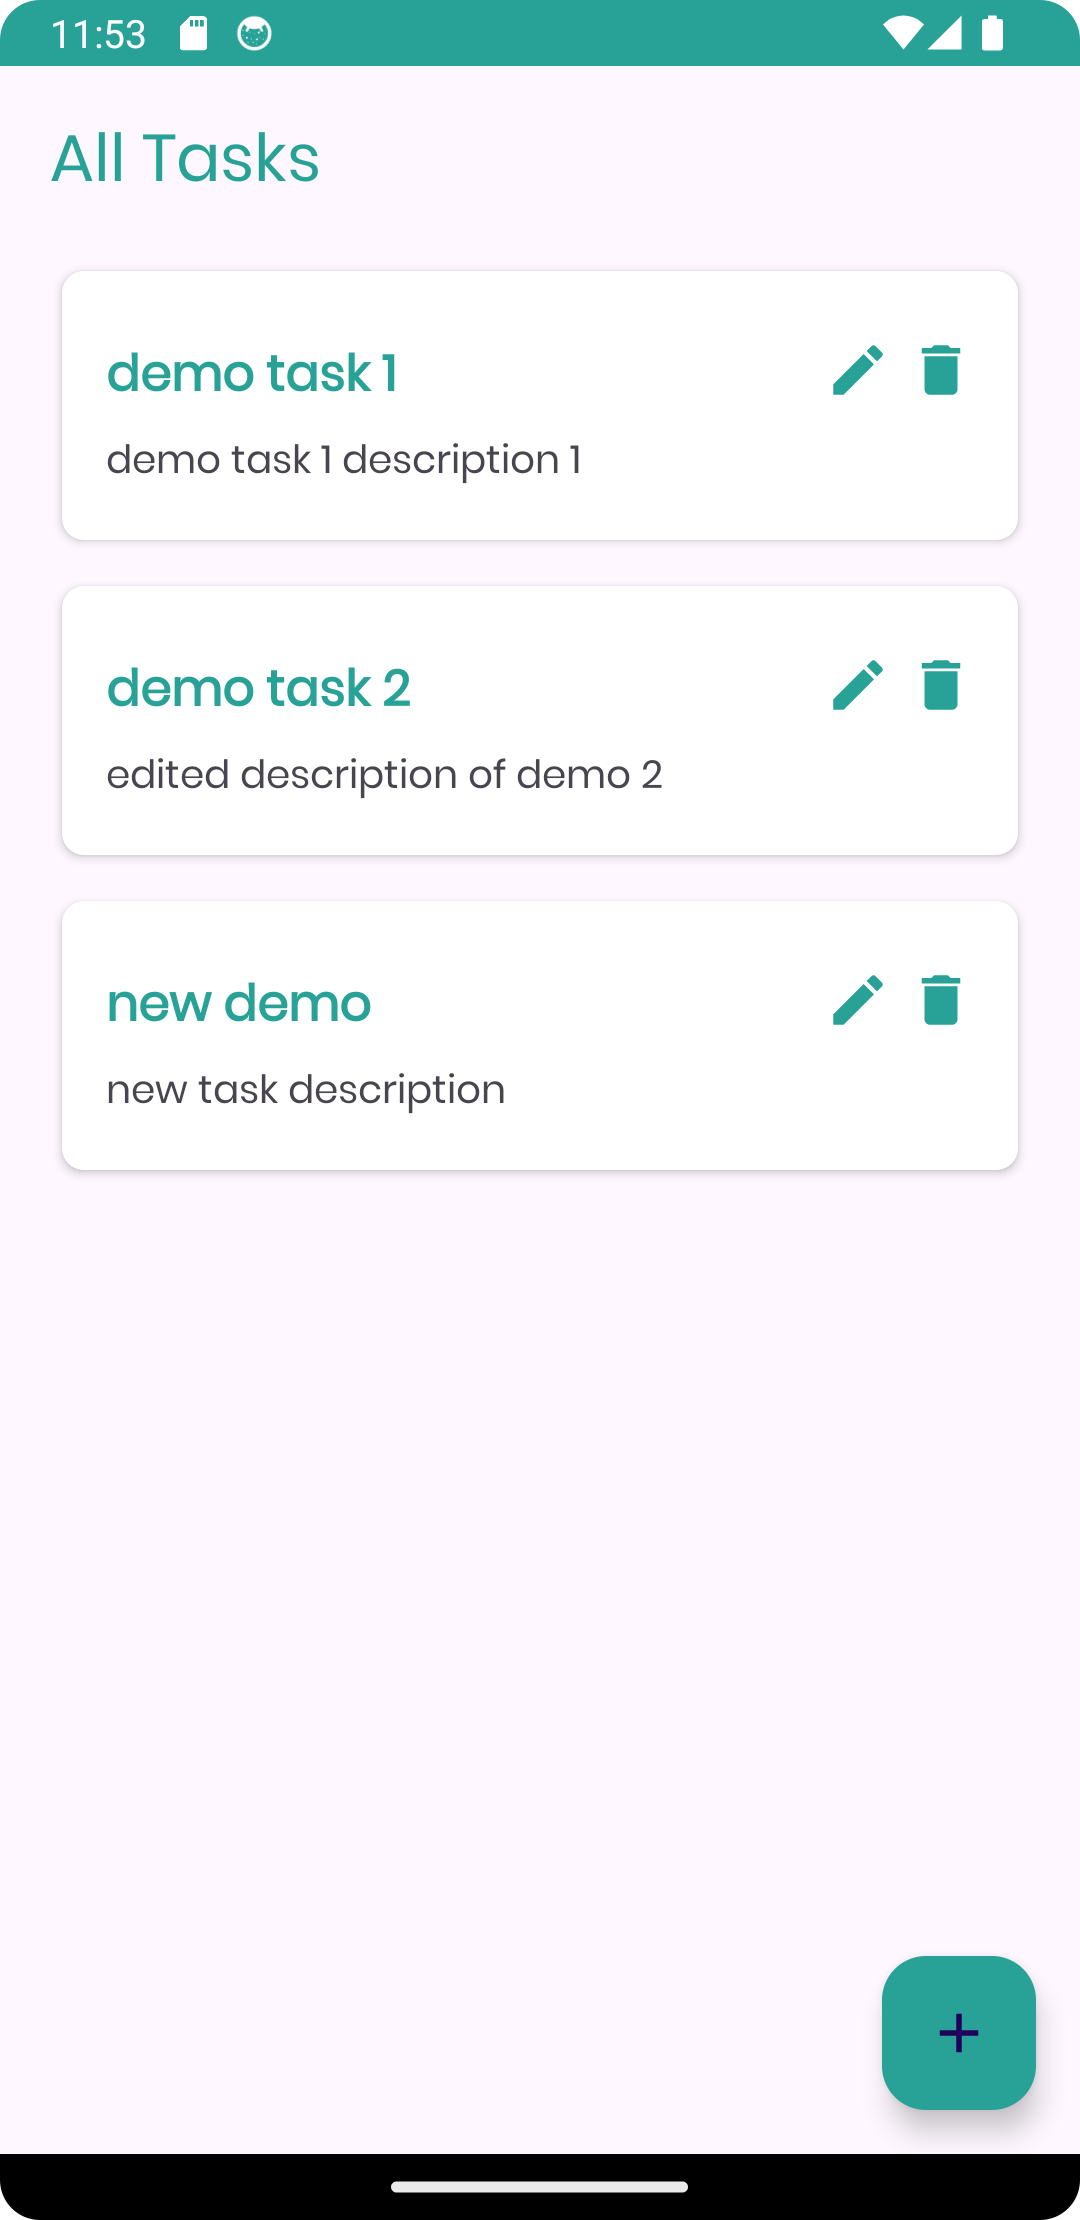 11:53
All Tasks
demo task 1
demo task 1 description 1
demo task 2
edited description of demo 2
new demo
new task description